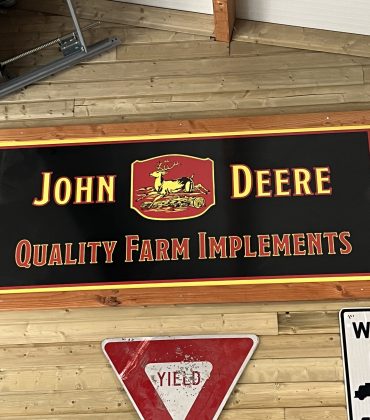 JOHN DEERE
QUALITY FARM IMPLEMENTS
YIELD
W